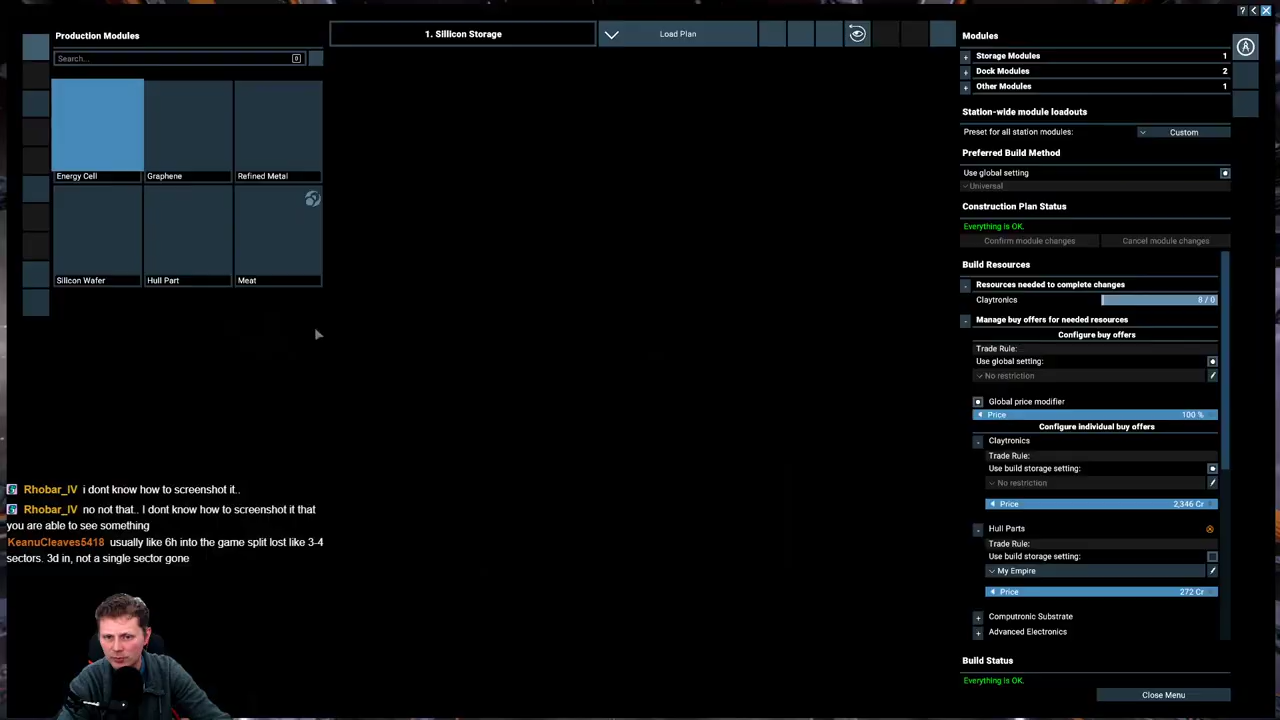 Production Modules
Search...
0
Energy Cell
Graphene
Refined Metal
Silicon Wafer
Hull Part
Meat
1. Sillicon Storage
Load Plan
? < X
Modules
+ Storage Modules 1
+ Dock Modules 2
+ Other Modules 1
Station-wide module loadouts
Preset for all station modules: Custom
Preferred Build Method
Use global setting
Universal
Construction Plan Status
Everything is OK.
Confirm module changes
Cancel module changes
Build Resources
- Resources needed to complete changes
Claytronics 8 / 0
- Manage buy offers for needed resources
Configure buy offers
Trade Rule:
Use global setting:
No restriction
Global price modifier
Price 100 %
Configure individual buy offers
- Claytronics
Trade Rule:
Use build storage setting:
No restriction
Price 2,346 Cr
- Hull Parts
Trade Rule:
Use build storage setting:
My Empire
Price 272 Cr
+ Computronic Substrate
+ Advanced Electronics
Build Status
Everything is OK.
Close Menu
Rhobar_IV i dont know how to screenshot it..
Rhobar_IV no not that.. I dont know how to screenshot it that
you are able to see something
KeanuCleaves5418 usually like 6h into the game split lost like 3-4
sectors. 3d in, not a single sector gone